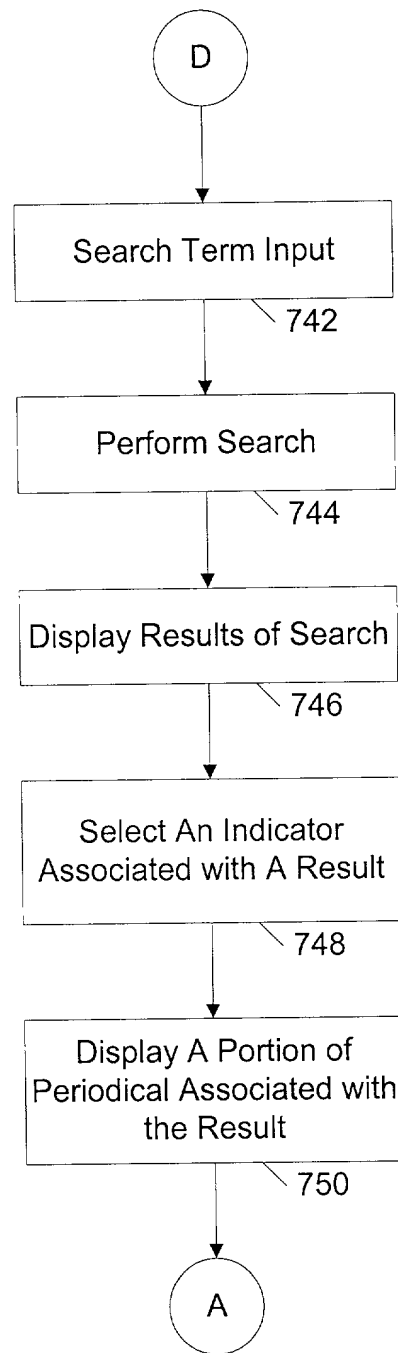 D
Search Term Input
742
Perform Search
744
Display Results of Search
746
Select An Indicator
Associated with A Result
748
Display A Portion of
Periodical Associated with
the Result
750
A